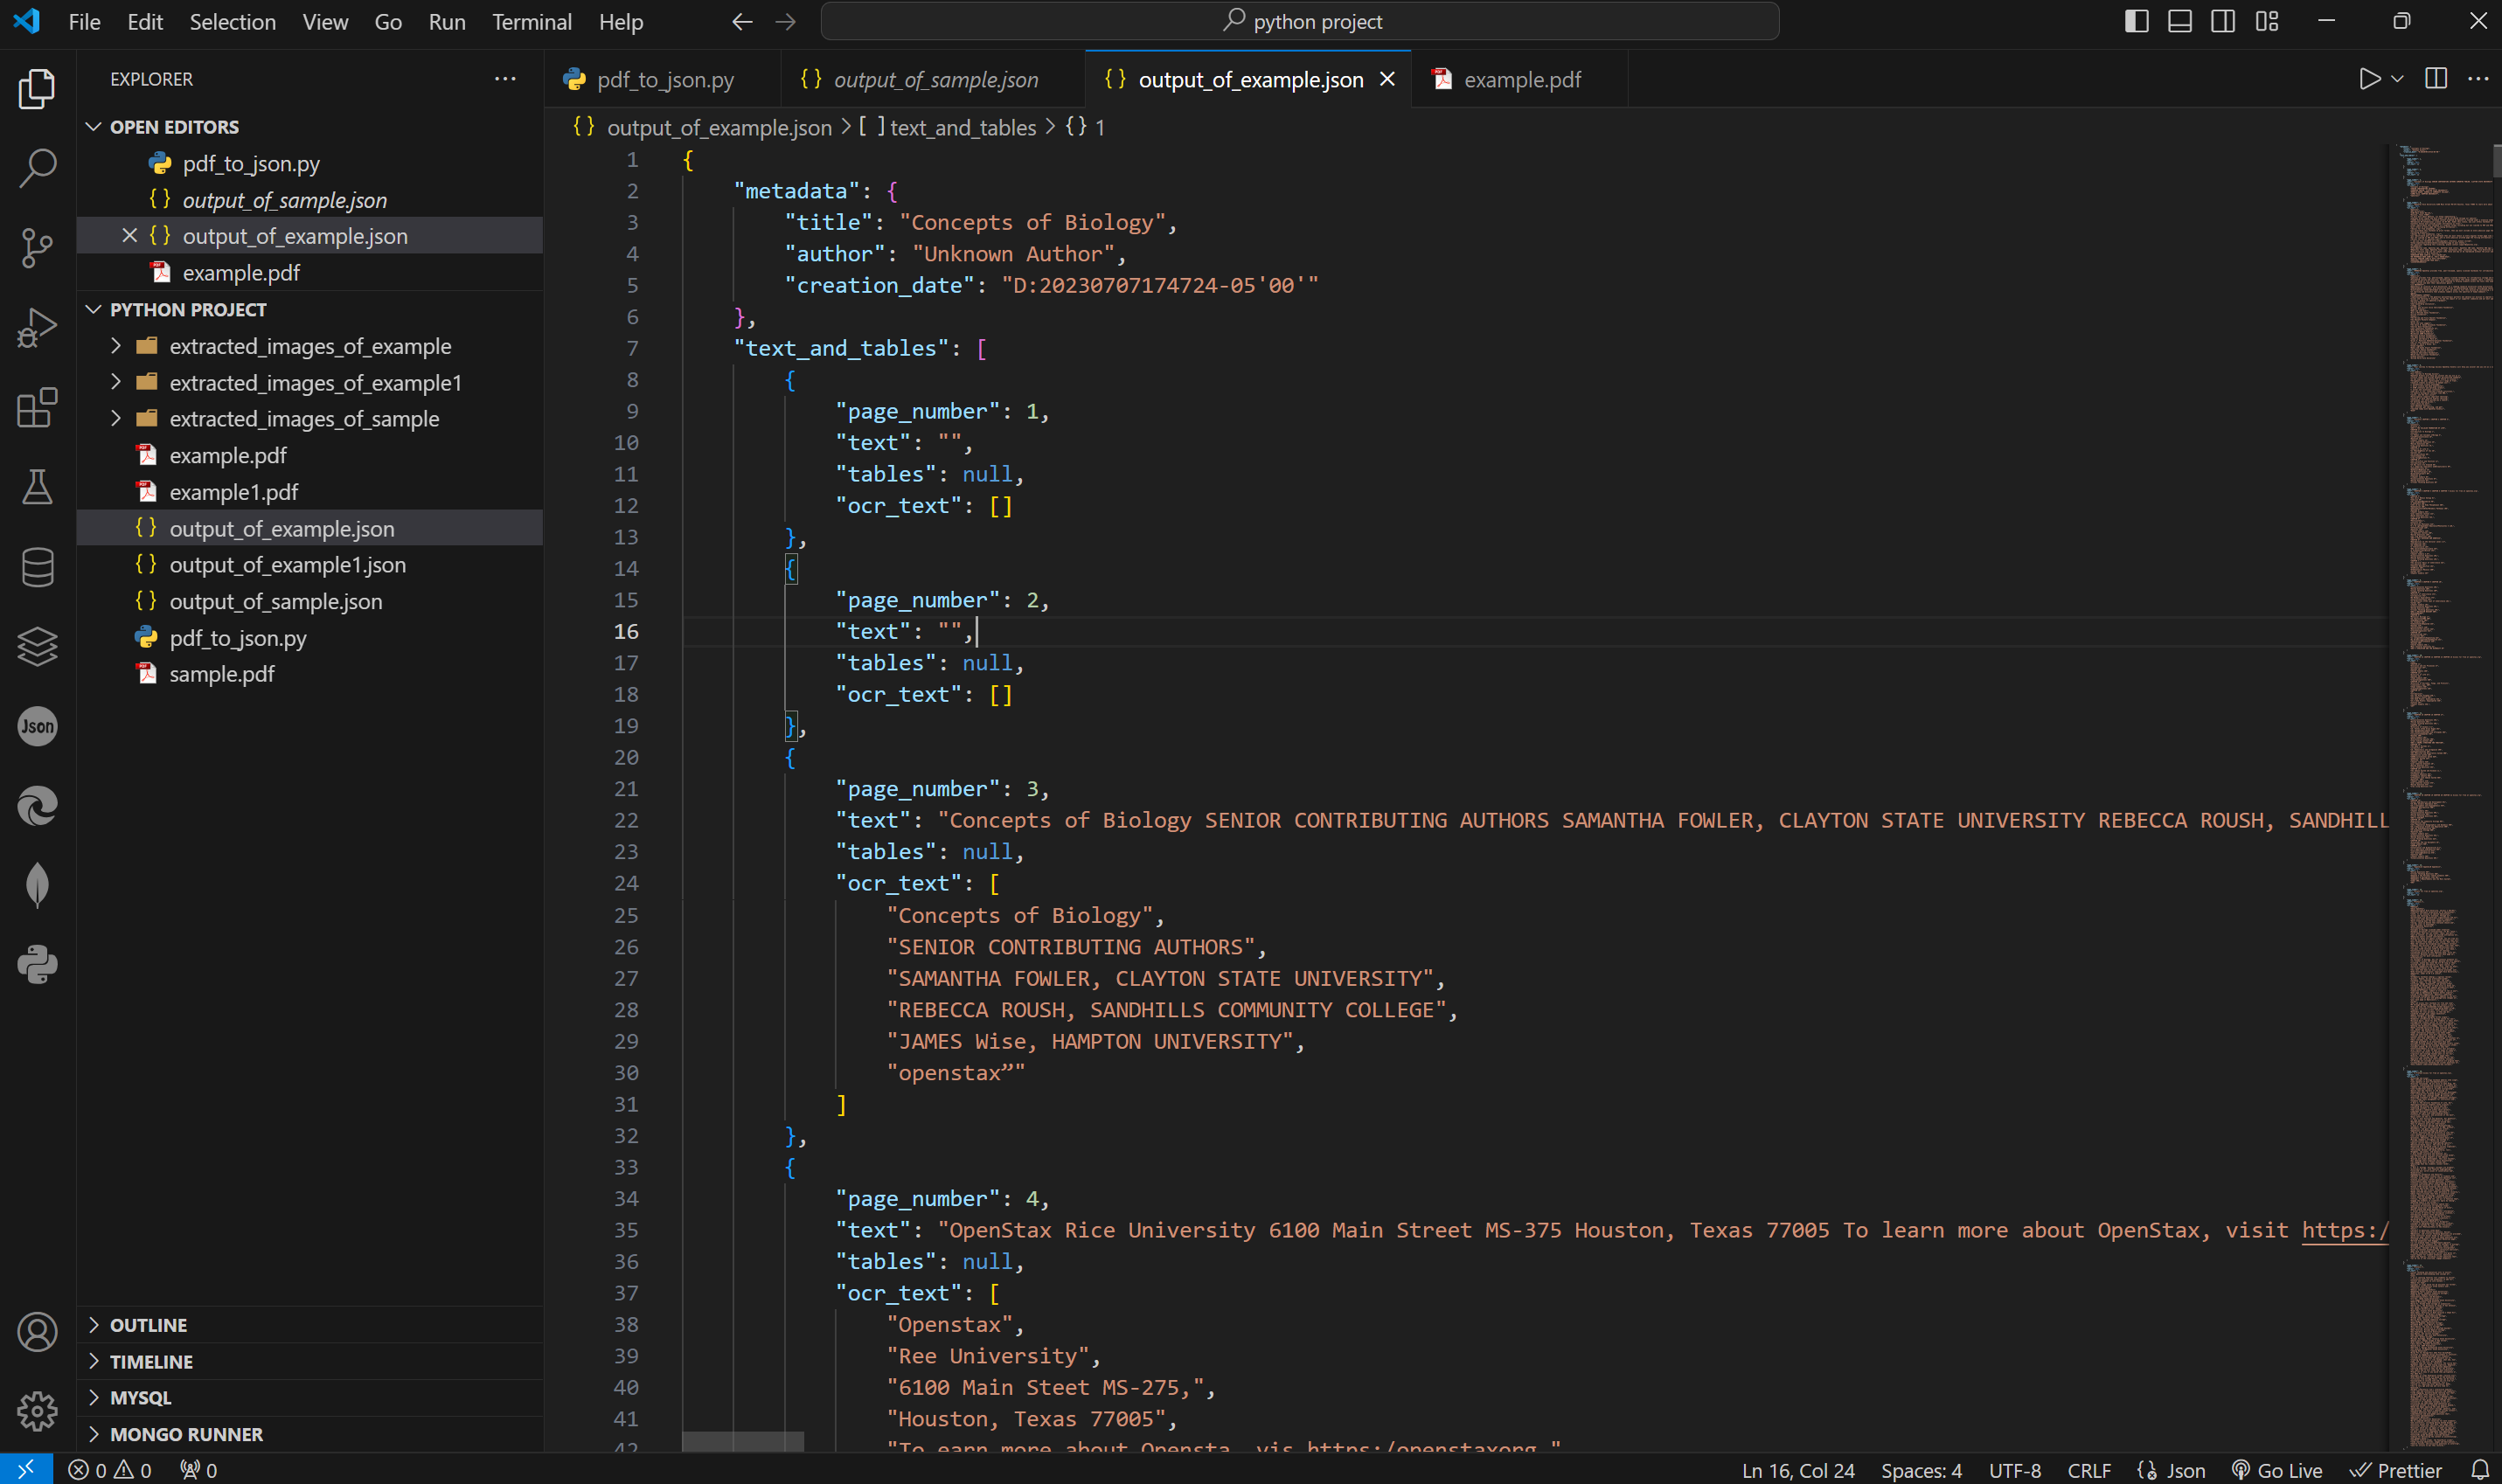 File Edit Selection View Go Run Terminal Help
python project
EXPLORER
OPEN EDITORS
pdf_to_json.py
output_of_sample.json
output_of_example.json
example.pdf
PYTHON PROJECT
extracted_images_of_example
extracted_images_of_example1
extracted_images_of_sample
example.pdf
example1.pdf
output_of_example.json
output_of_example1.json
output_of_sample.json
pdf_to_json.py
sample.pdf
Json
OUTLINE
TIMELINE
MYSQL
MONGO RUNNER
pdf_to_json.py
{} output_of_sample.json
{} output_of_example.json
example.pdf
{} output_of_example.json > [ ] text_and_tables > {} 1
1 {
2 "metadata": {
3 "title": "Concepts of Biology",
4 "author": "Unknown Author",
5 "creation_date": "D:20230707174724-05'00'"
6 },
7 "text_and_tables": [
8 {
9 "page_number": 1,
10 "text": "",
11 "tables": null,
12 "ocr_text": []
13 },
14 {
15 "page_number": 2,
16 "text": "",
17 "tables": null,
18 "ocr_text": []
19 },
20 {
21 "page_number": 3,
22 "text": "Concepts of Biology SENIOR CONTRIBUTING AUTHORS SAMANTHA FOWLER, CLAYTON STATE UNIVERSITY REBECCA ROUSH, SANDHILL
23 "tables": null,
24 "ocr_text": [
25 "Concepts of Biology",
26 "SENIOR CONTRIBUTING AUTHORS",
27 "SAMANTHA FOWLER, CLAYTON STATE UNIVERSITY",
28 "REBECCA ROUSH, SANDHILLS COMMUNITY COLLEGE",
29 "JAMES Wise, HAMPTON UNIVERSITY",
30 "openstax”"
31 ]
32 },
33 {
34 "page_number": 4,
35 "text": "OpenStax Rice University 6100 Main Street MS-375 Houston, Texas 77005 To learn more about OpenStax, visit https:/
36 "tables": null,
37 "ocr_text": [
38 "Openstax",
39 "Ree University",
40 "6100 Main Steet MS-275,",
41 "Houston, Texas 77005",
42 "To earn more about Opensta, vis https:/openstaxorg."
0 0 0
Ln 16, Col 24 Spaces: 4 UTF-8 CRLF {} Json Go Live Prettier